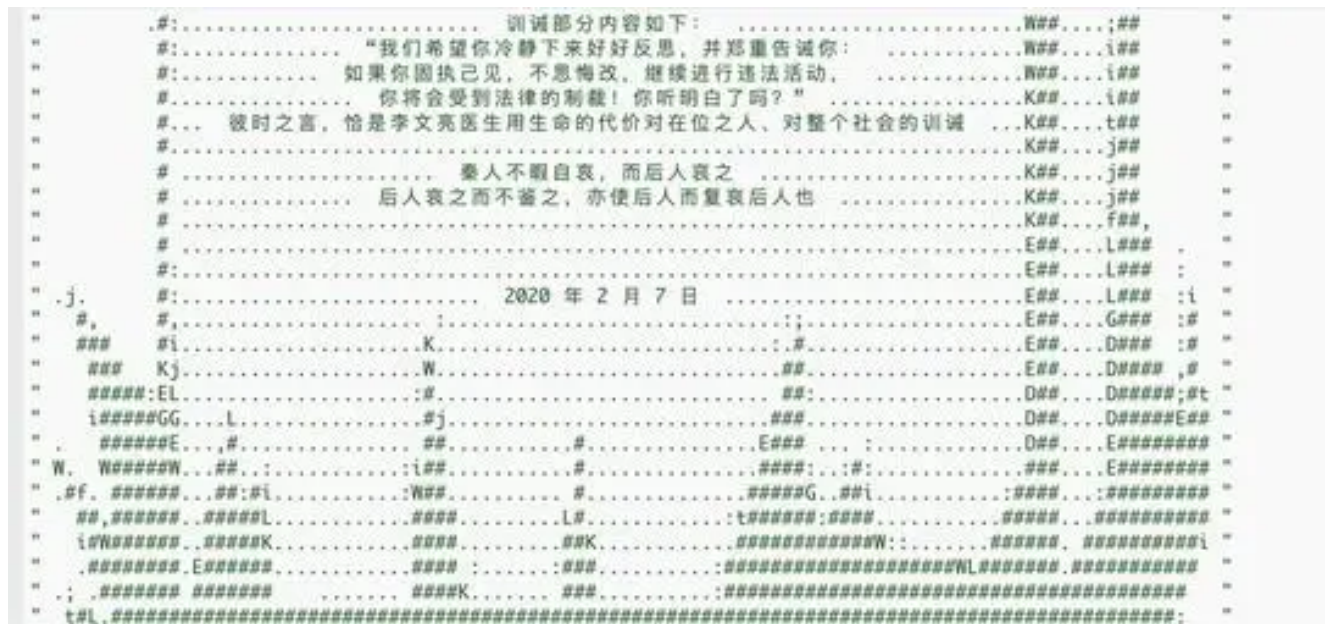 训诫部分内容如下：
“我们希望你冷静下来好好反思，并郑重告诫你：
如果你固执己见，不思悔改，继续进行违法活动，
你将会受到法律的制裁！你听明白了吗？”
彼时之言，恰是李文亮医生用生命的代价对在位之人、对整个社会的训诫
秦人不暇自哀，而后人哀之
后人哀之而不鉴之，亦使后人而复哀后人也
2020 年 2 月 7 日